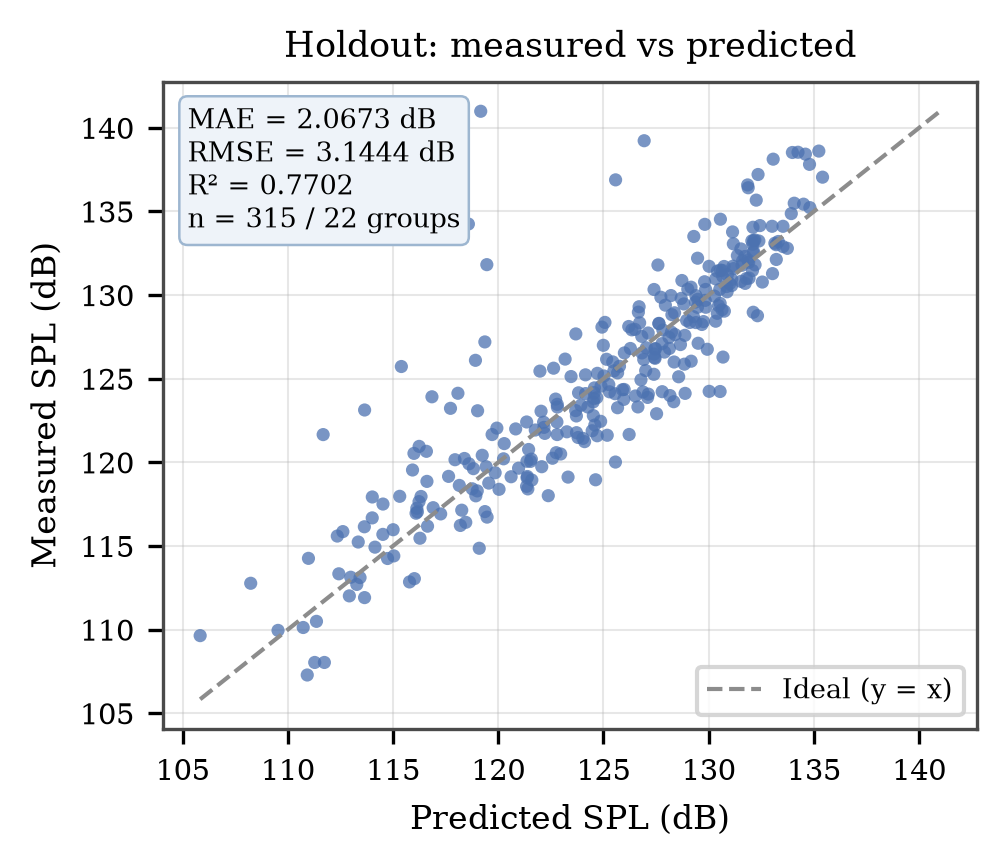 Holdout: measured vs predicted
MAE = 2.0673 dB
RMSE = 3.1444 dB
R² = 0.7702
n = 315 / 22 groups
140
135
130
125
120
115
110
105
Measured SPL (dB)
Ideal (y = x)
105 110 115 120 125 130 135 140
Predicted SPL (dB)